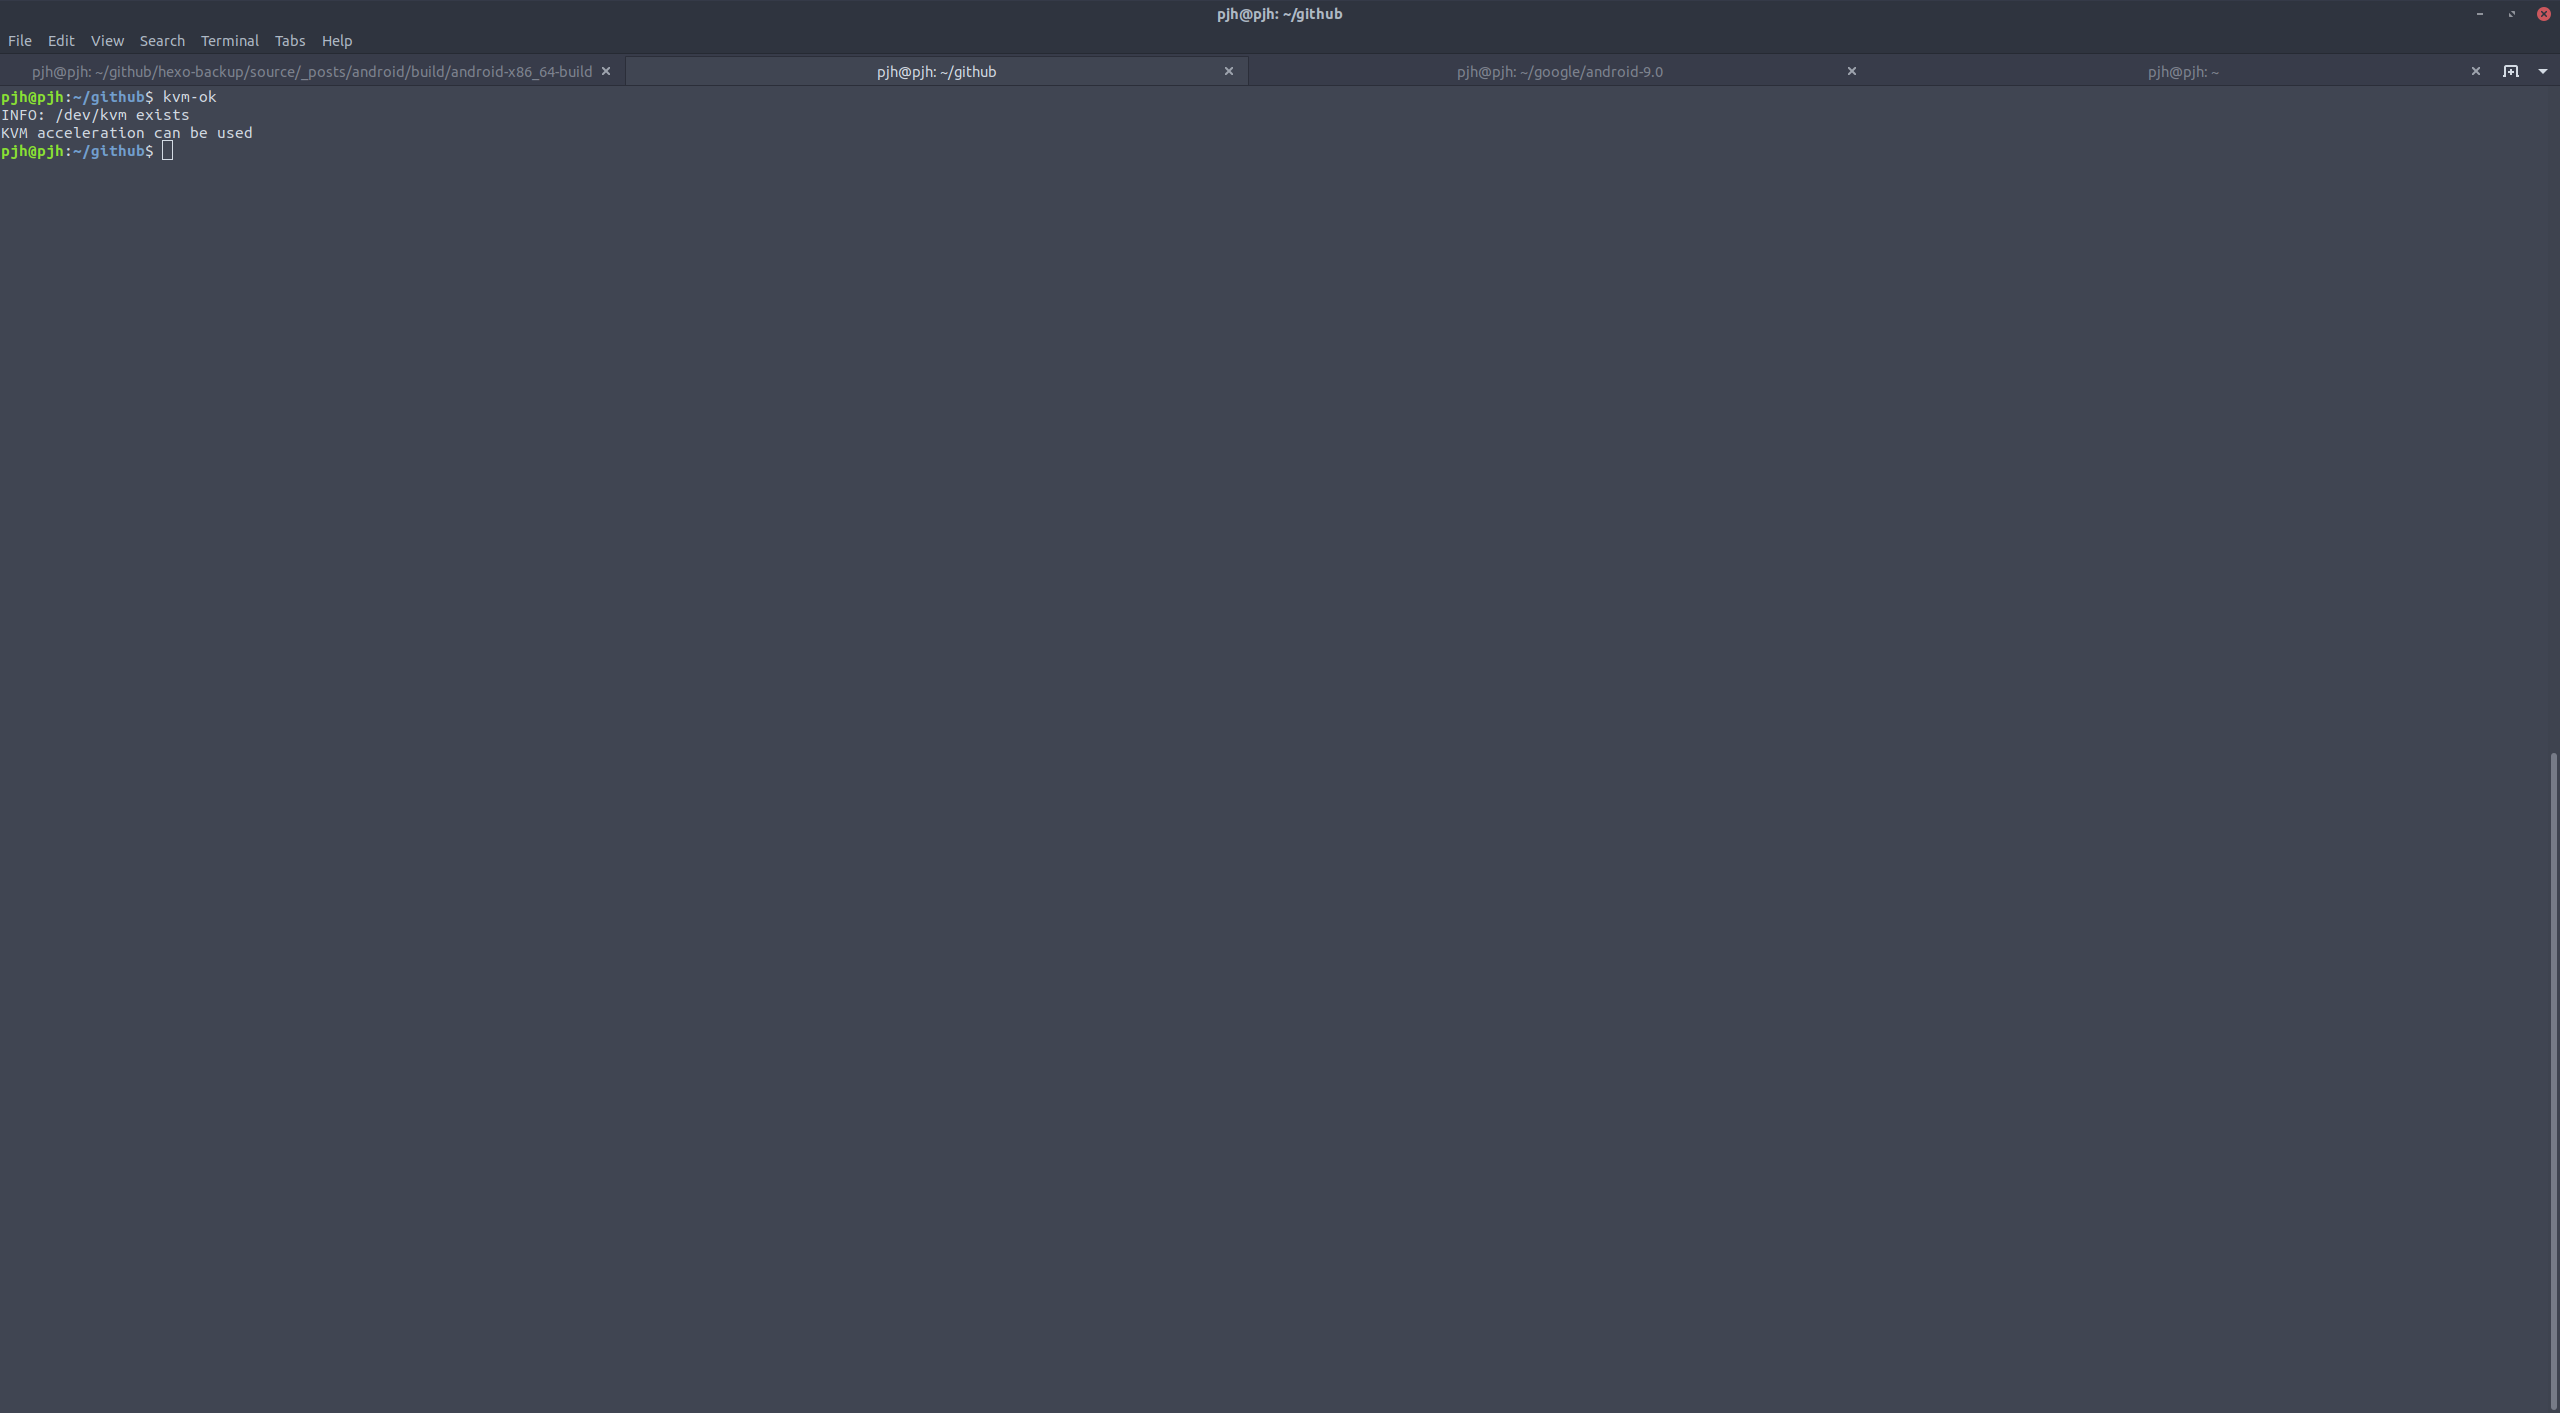 pjh@pjh: ~/github
File Edit View Search Terminal Tabs Help
pjh@pjh: ~/github/hexo-backup/source/_posts/android/build/android-x86_64-build
pjh@pjh: ~/github
pjh@pjh: ~/google/android-9.0
pjh@pjh: ~
pjh@pjh:~/github$ kvm-ok
INFO: /dev/kvm exists
KVM acceleration can be used
pjh@pjh:~/github$